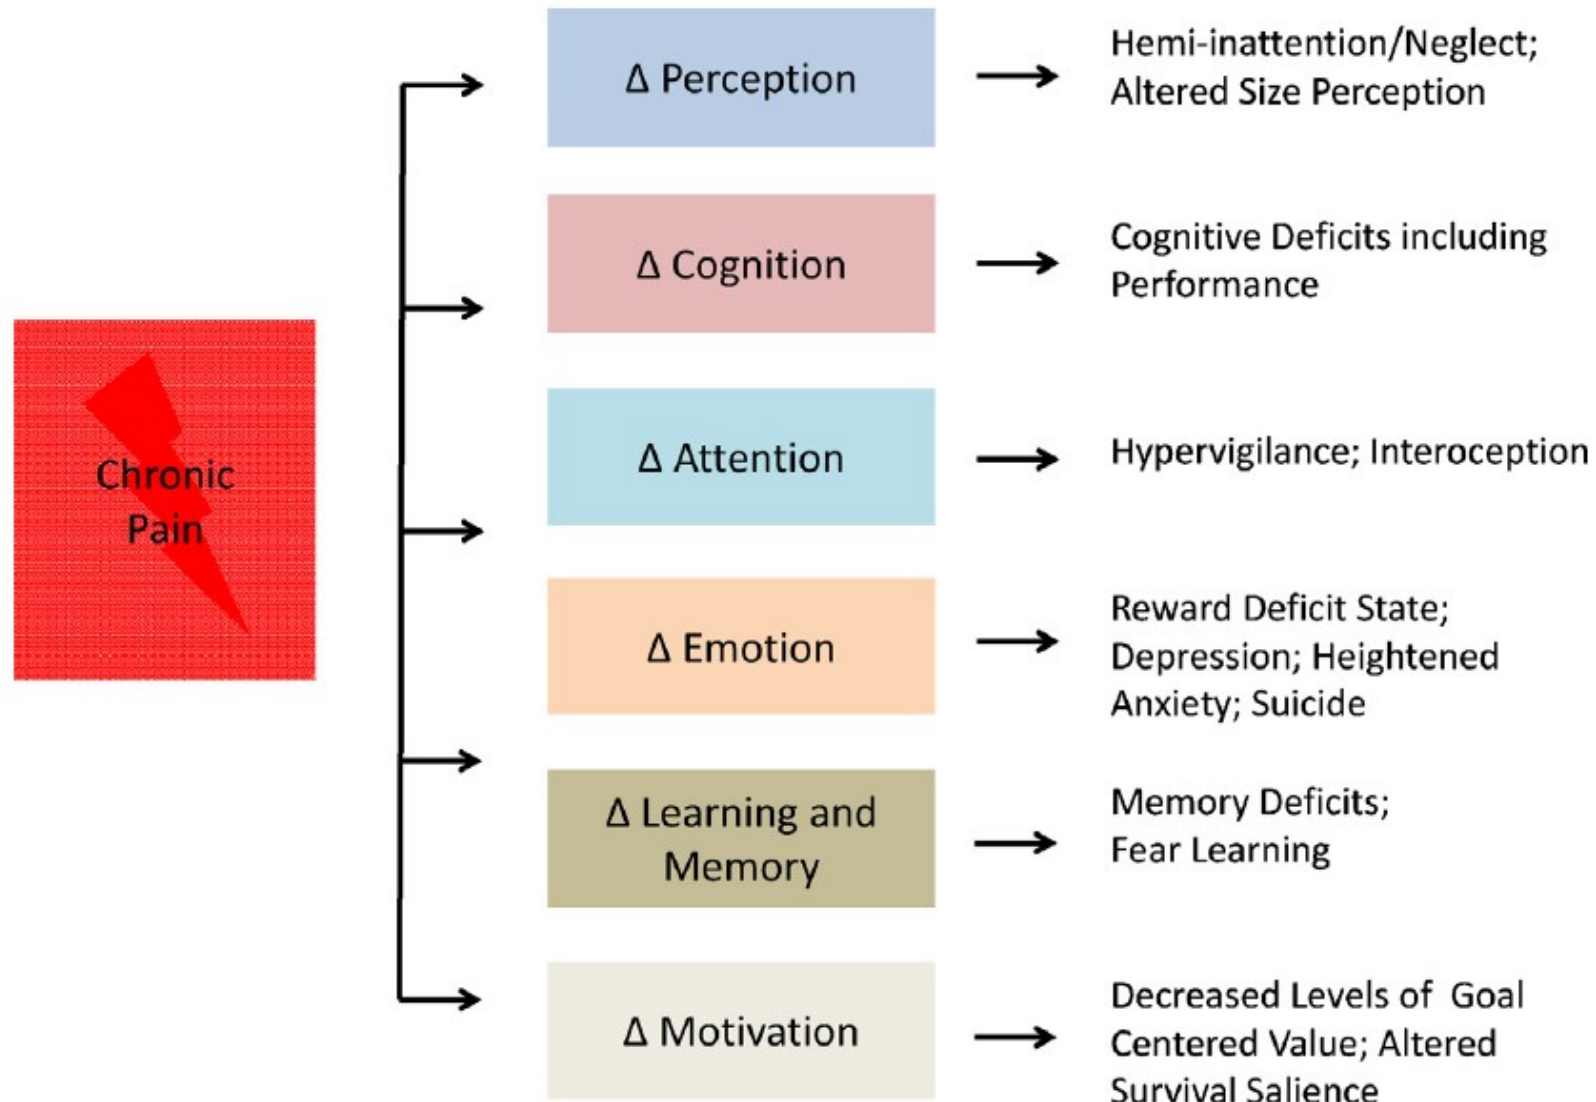 Chronic
Pain
Δ Perception
Hemi-inattention/Neglect;
Altered Size Perception
Δ Cognition
Cognitive Deficits including
Performance
Δ Attention
Hypervigilance; Interoception
Δ Emotion
Reward Deficit State;
Depression; Heightened
Anxiety; Suicide
Δ Learning and
Memory
Memory Deficits;
Fear Learning
Δ Motivation
Decreased Levels of Goal
Centered Value; Altered
Survival Salience